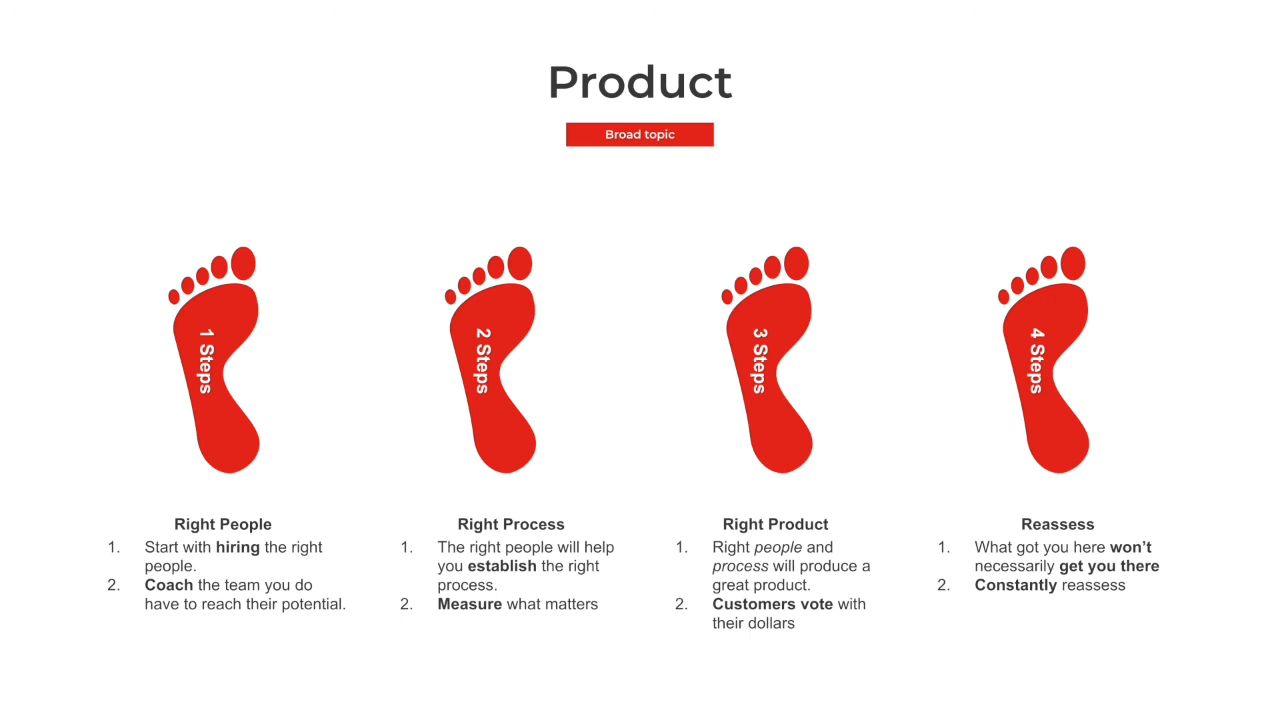 Product
Broad topic
1 Steps
2 Steps
3 Steps
4 Steps
Right People
1. Start with hiring the right
people.
2. Coach the team you do
have to reach their potential.
Right Process
1. The right people will help
you establish the right
process.
2. Measure what matters
Right Product
1. Right people and
process will produce a
great product.
2. Customers vote with
their dollars
Reassess
1. What got you here won’t
necessarily get you there
2. Constantly reassess